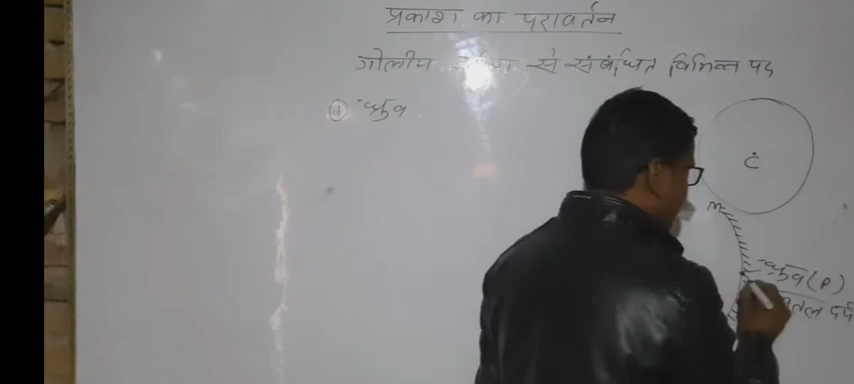 प्रकाश का परावर्तन
गोलीय से संबंधित विभिन्न पद
① ध्रुव
C
M
ध्रुव (P)